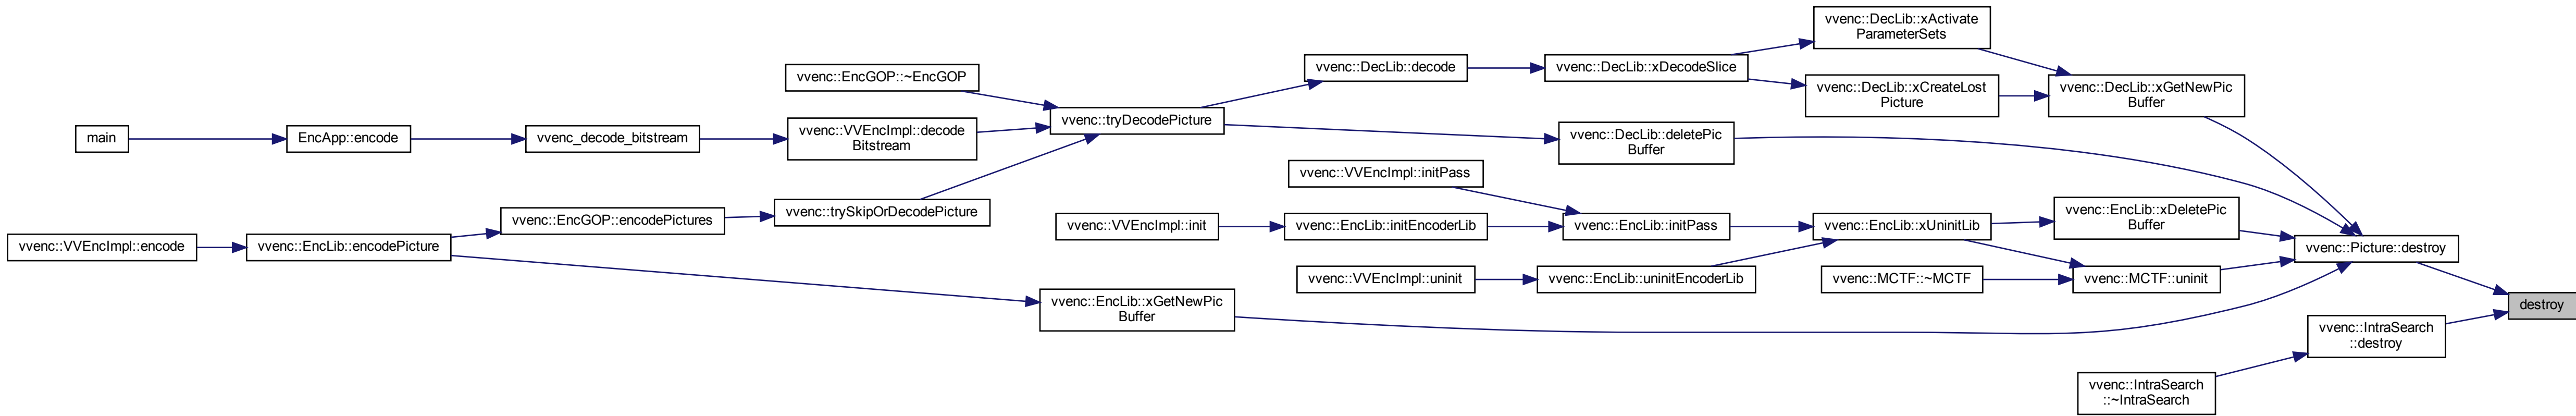 vvenc::DecLib::xActivate
ParameterSets
vvenc::EncGOP::~EncGOP
vvenc::DecLib::decode
vvenc::DecLib::xDecodeSlice
vvenc::DecLib::xCreateLost
Picture
vvenc::DecLib::xGetNewPic
Buffer
main
EncApp::encode
vvenc_decode_bitstream
vvenc::VVEncImpl::decode
Bitstream
vvenc::tryDecodePicture
vvenc::DecLib::deletePic
Buffer
vvenc::VVEncImpl::initPass
vvenc::VVEncImpl::encode
vvenc::EncLib::encodePicture
vvenc::EncGOP::encodePictures
vvenc::trySkipOrDecodePicture
vvenc::VVEncImpl::init
vvenc::EncLib::initEncoderLib
vvenc::EncLib::initPass
vvenc::EncLib::xUninitLib
vvenc::EncLib::xDeletePic
Buffer
vvenc::Picture::destroy
vvenc::VVEncImpl::uninit
vvenc::EncLib::uninitEncoderLib
vvenc::MCTF::~MCTF
vvenc::MCTF::uninit
vvenc::EncLib::xGetNewPic
Buffer
destroy
vvenc::IntraSearch
::destroy
vvenc::IntraSearch
::~IntraSearch